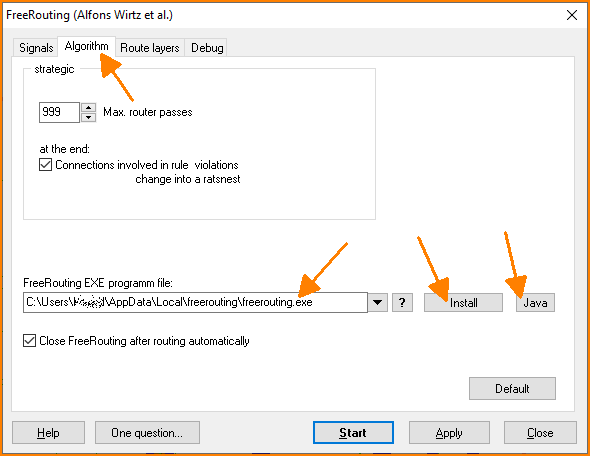 FreeRouting (Alfons Wirtz et al.)
Signals Algorithm Route layers Debug
strategic
999 Max. router passes
at the end:
Connections involved in rule violations
change into a ratsnest
FreeRouting EXE programm file:
C:\Users\ \AppData\Local\freerouting\freerouting.exe ? Install Java
Close FreeRouting after routing automatically
Default
Help One question... Start Apply Close